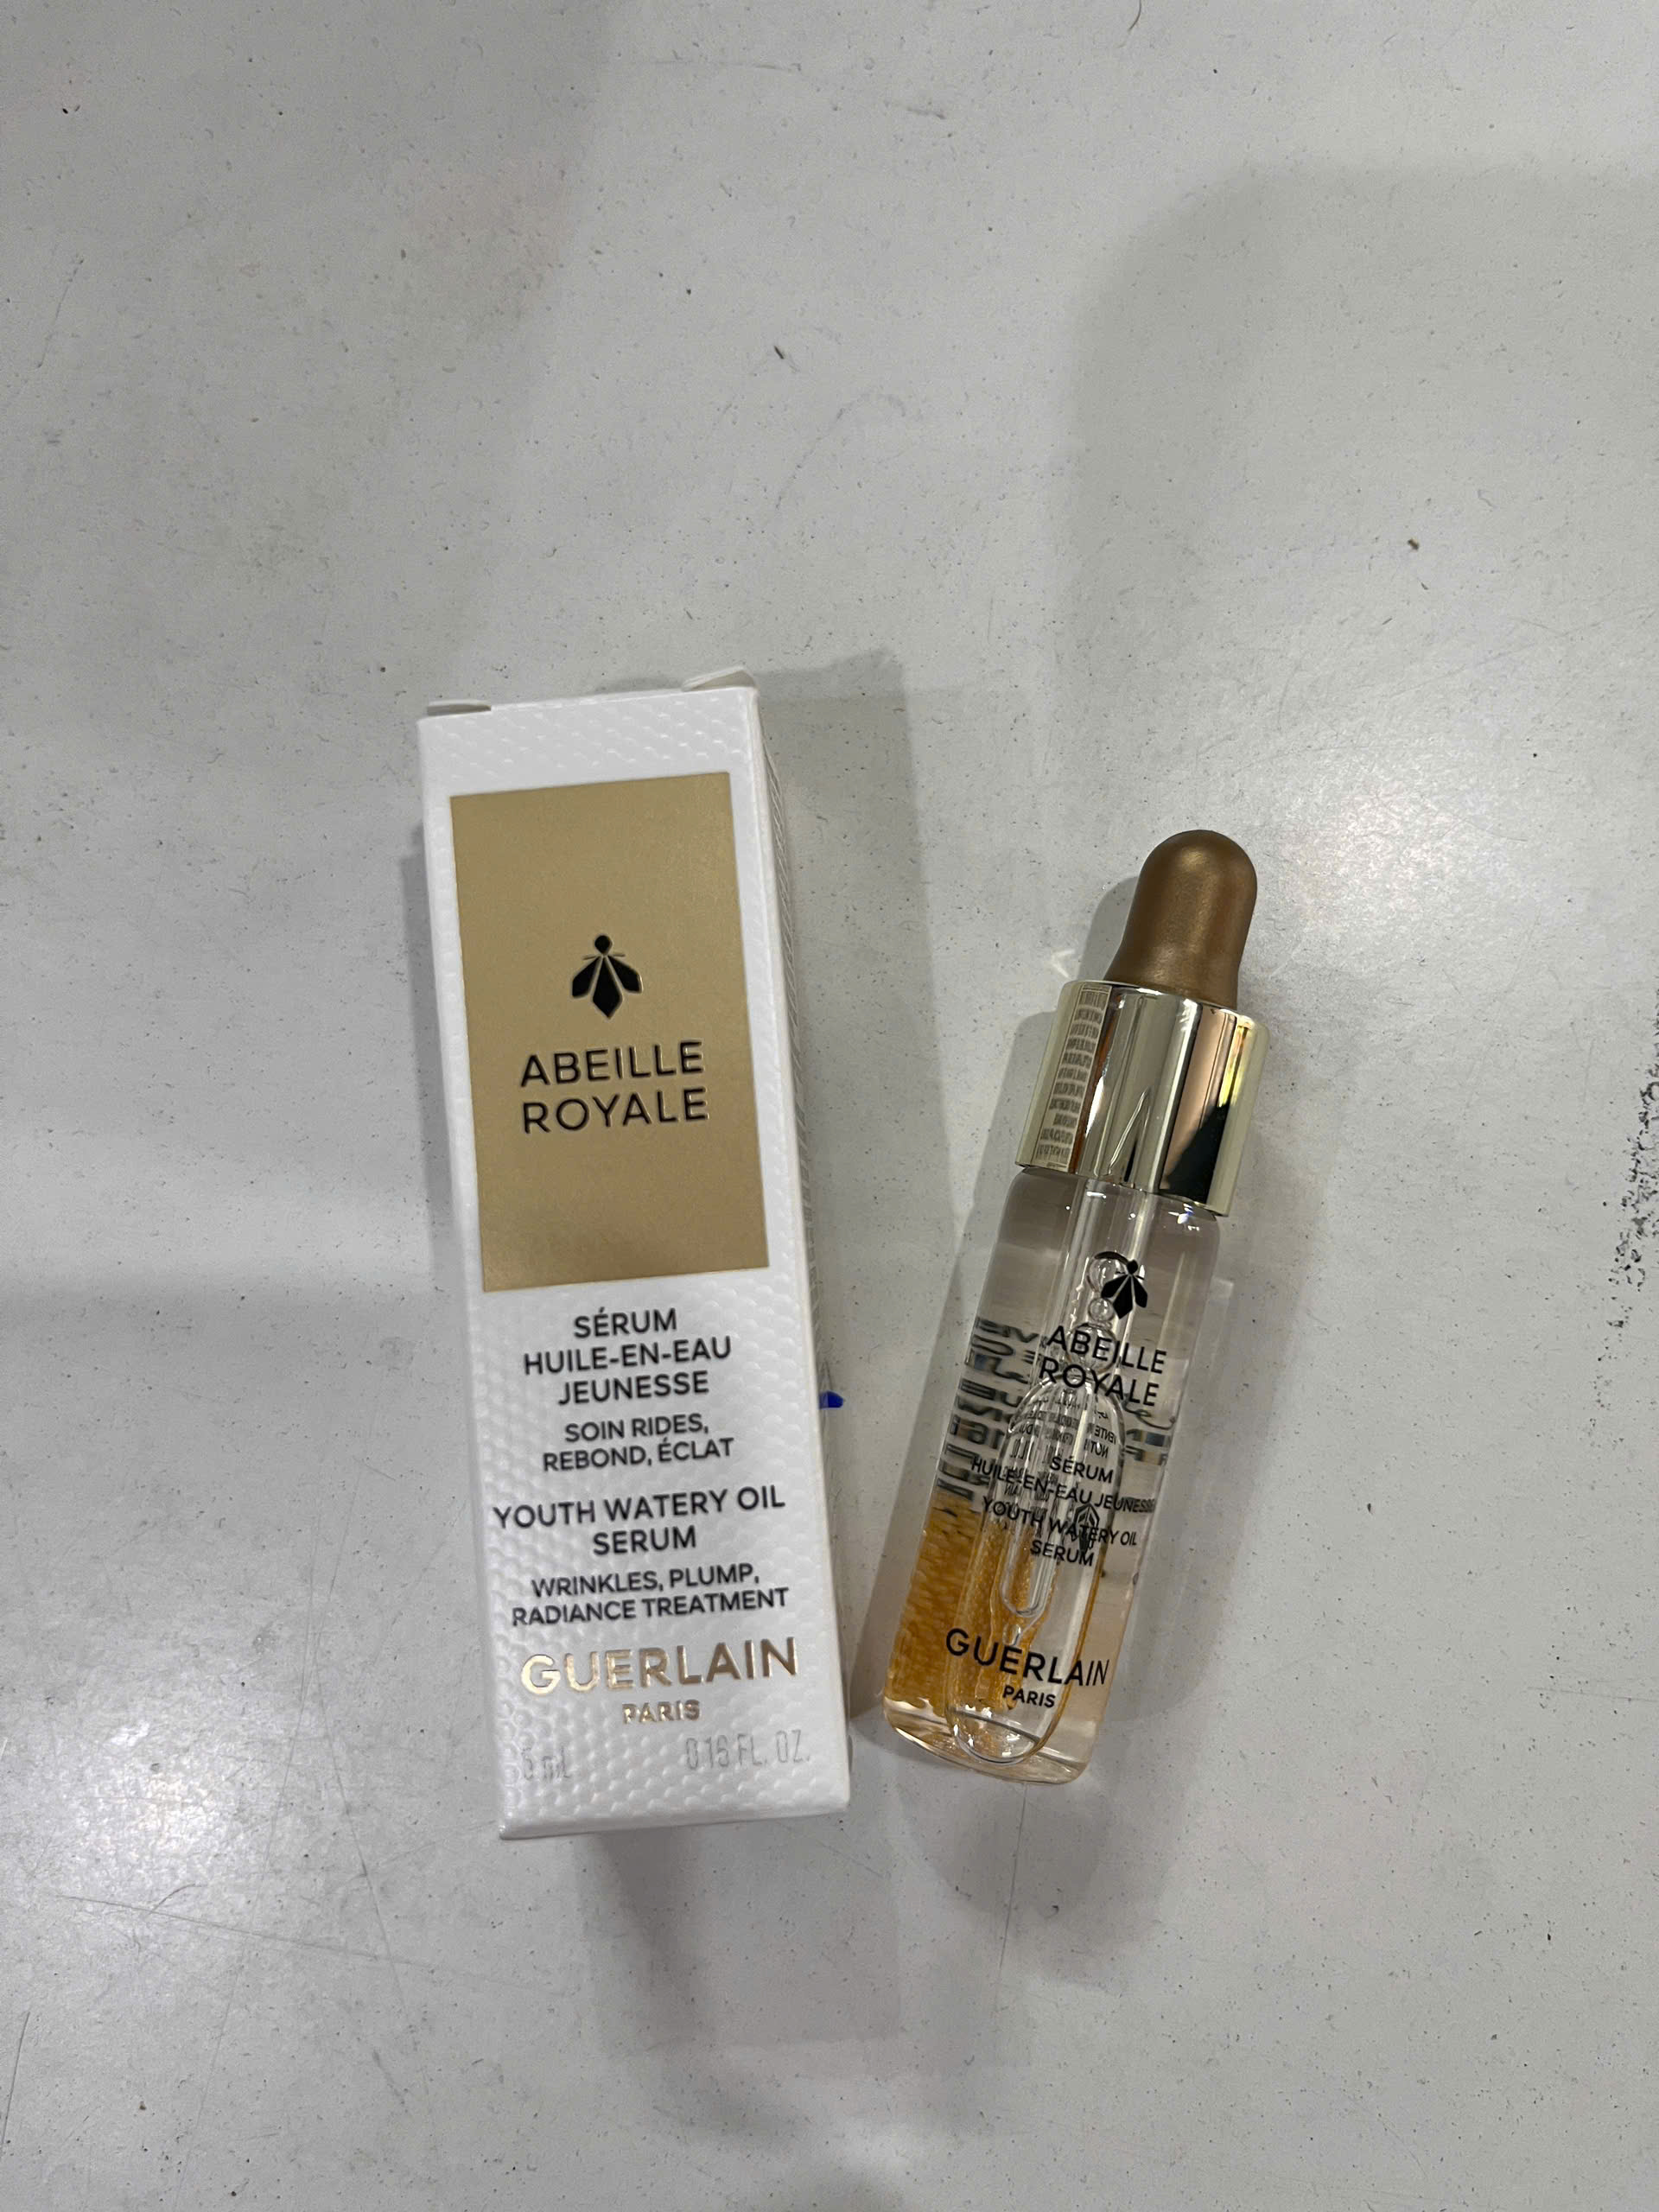 ABEILLE
ROYALE
SÉRUM
HUILE-EN-EAU
JEUNESSE
SOIN RIDES,
REBOND, ÉCLAT
YOUTH WATERY OIL
SERUM
WRINKLES, PLUMP,
RADIANCE TREATMENT
GUERLAIN
PARIS
5 mL 0.16 FL. OZ.
ABEILLE
ROYALE
SÉRUM
HUILE-EN-EAU JEUNESSE
YOUTH WATERY OIL
SERUM
GUERLAIN
PARIS